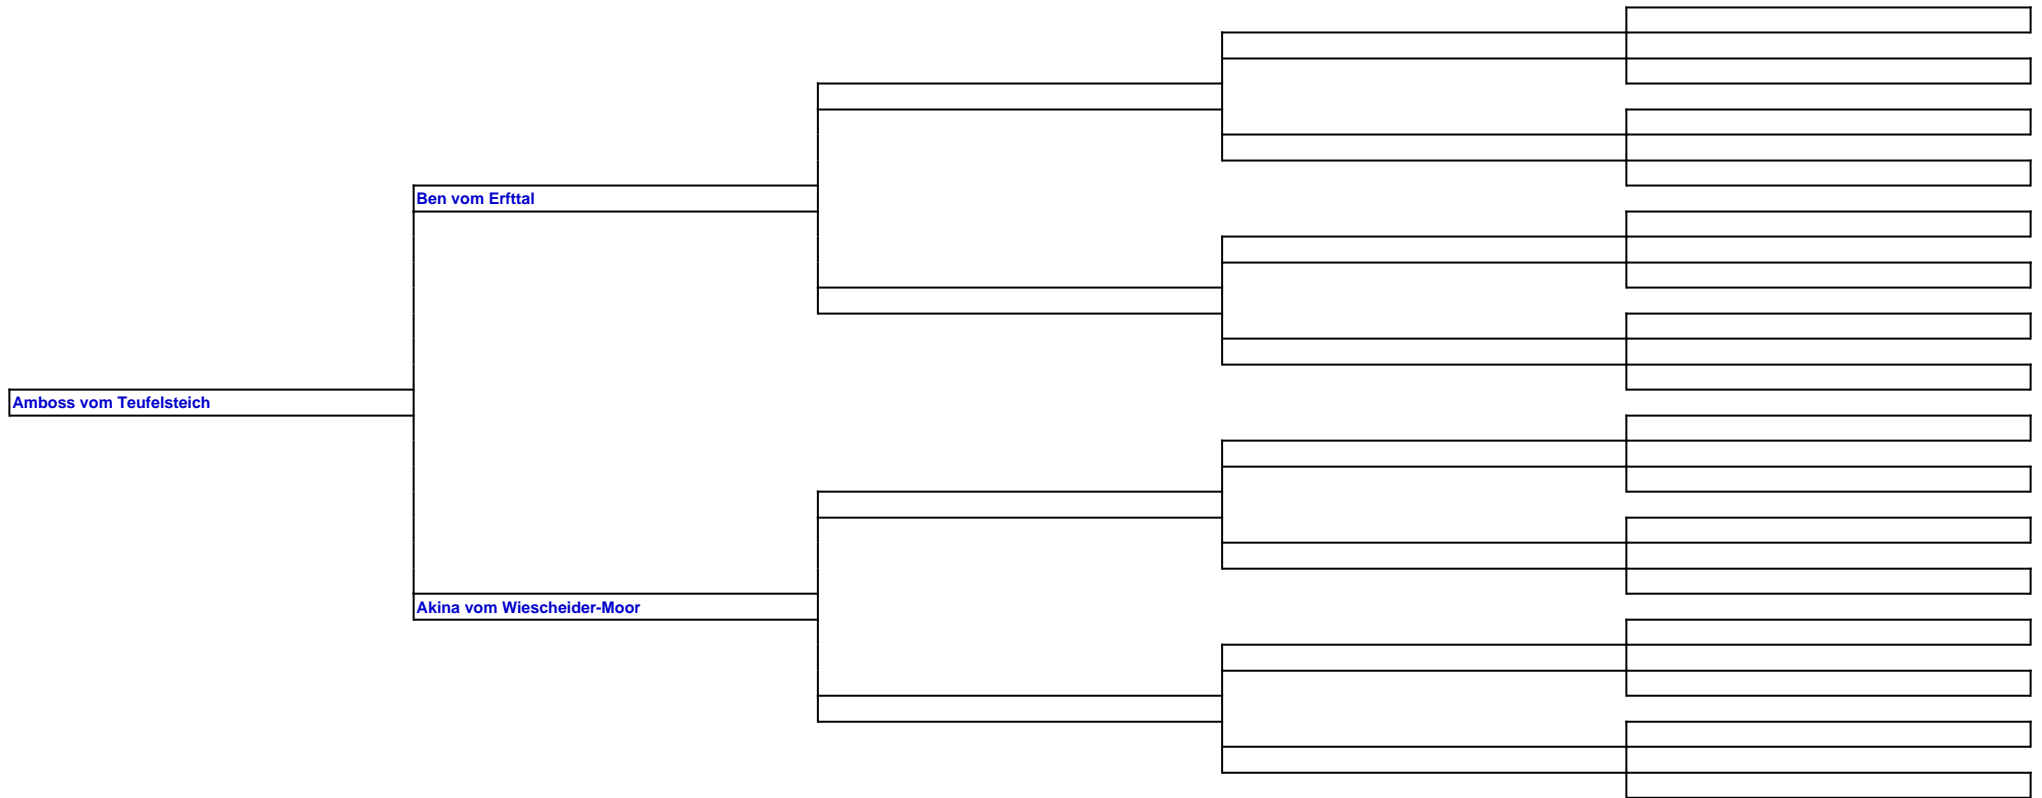 Ben vom Erfttal
Amboss vom Teufelsteich
Akina vom Wiescheider-Moor